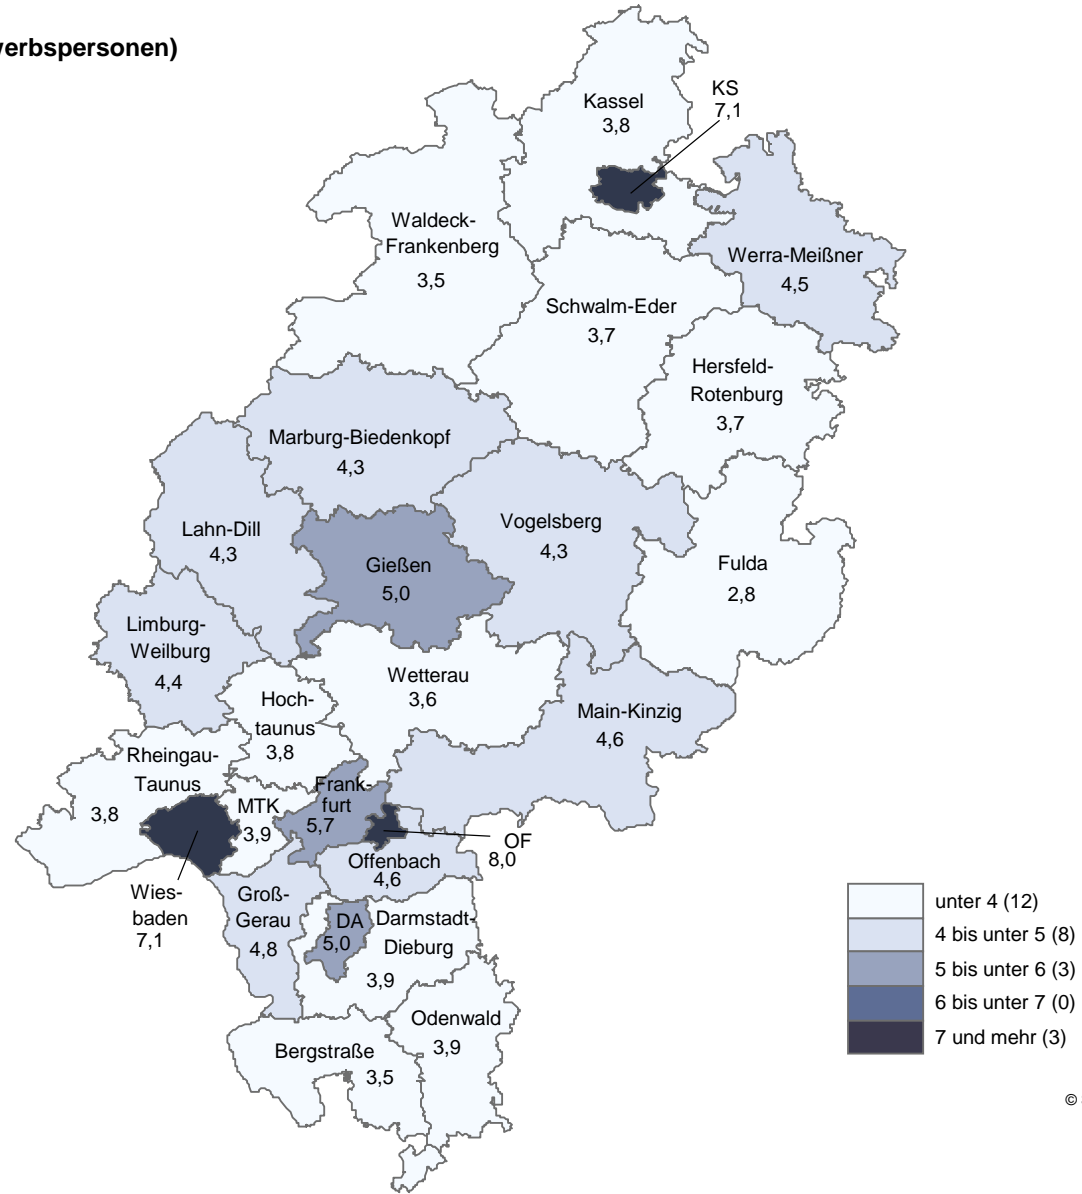 verbspersonen)
Kassel
3,8
KS
7,1
Waldeck-
Frankenberg
3,5
Werra-Meißner
4,5
Schwalm-Eder
3,7
Hersfeld-
Rotenburg
3,7
Marburg-Biedenkopf
4,3
Lahn-Dill
4,3
Vogelsberg
4,3
Gießen
5,0
Fulda
2,8
Limburg-
Weilburg
4,4
Wetterau
3,6
Hoch-
taunus
3,8
Main-Kinzig
4,6
Rheingau-
Taunus
3,8
Frank-
furt
5,7
MTK
3,9
OF
8,0
Offenbach
4,6
Wies-
baden
7,1
Groß-
Gerau
4,8
DA
5,0
Darmstadt-
Dieburg
3,9
Odenwald
3,9
Bergstraße
3,5
unter 4 (12)
4 bis unter 5 (8)
5 bis unter 6 (3)
6 bis unter 7 (0)
7 und mehr (3)
©